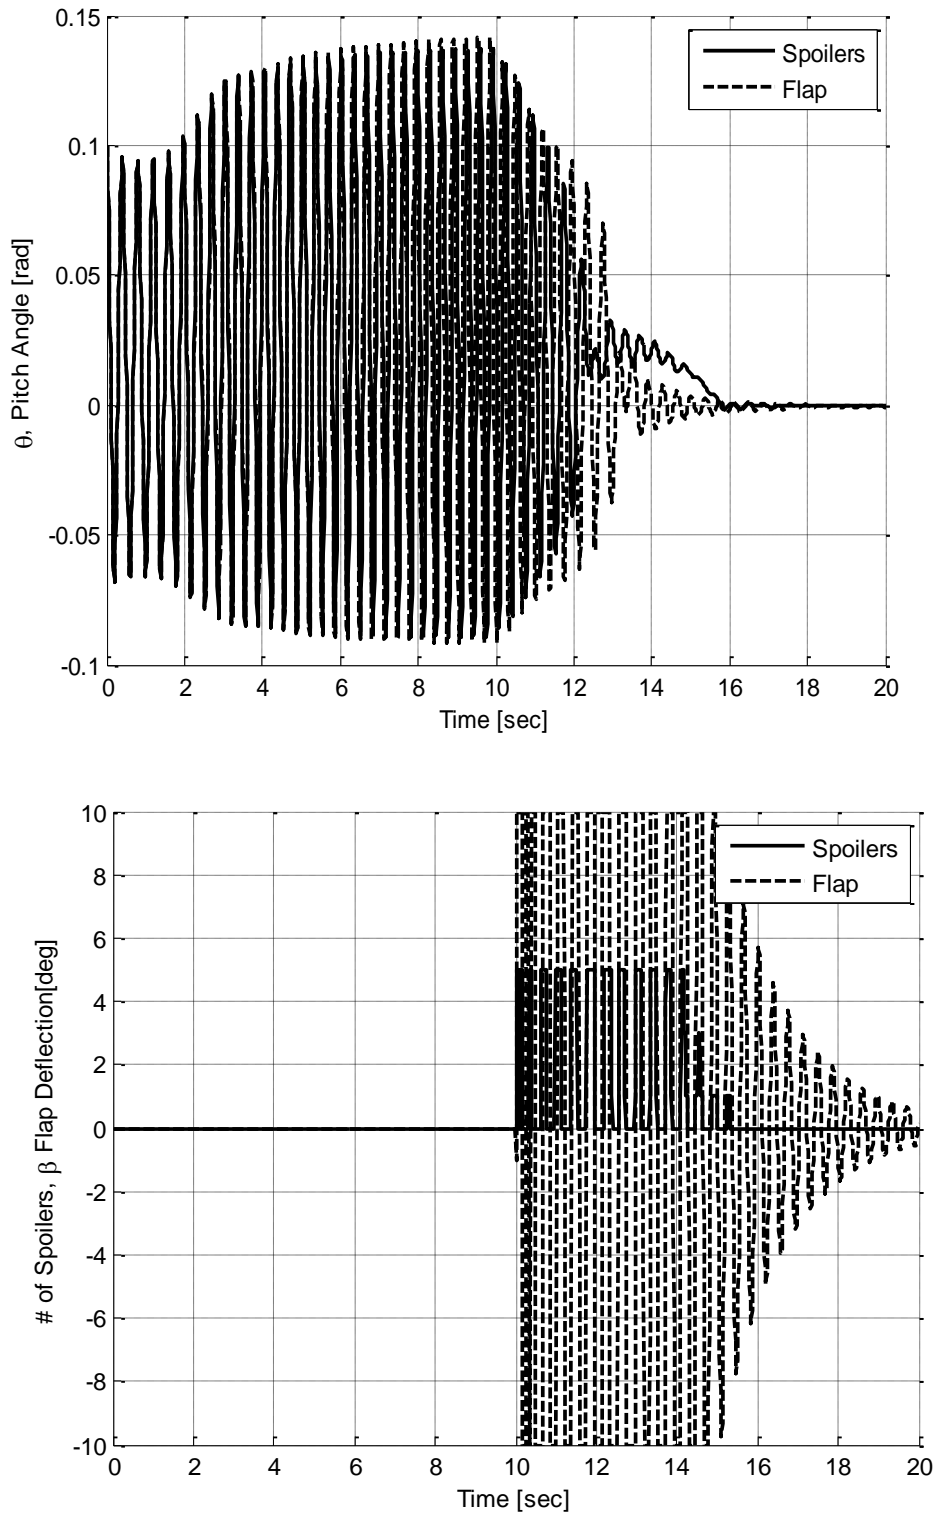 0.15
0.1
0.05
0
-0.05
-0.1
θ, Pitch Angle [rad]
Spoilers
Flap
0 2 4 6 8 10 12 14 16 18 20
Time [sec]
10
8
6
4
2
0
-2
-4
-6
-8
-10
# of Spoilers, β Flap Deflection[deg]
Spoilers
Flap
0 2 4 6 8 10 12 14 16 18 20
Time [sec]